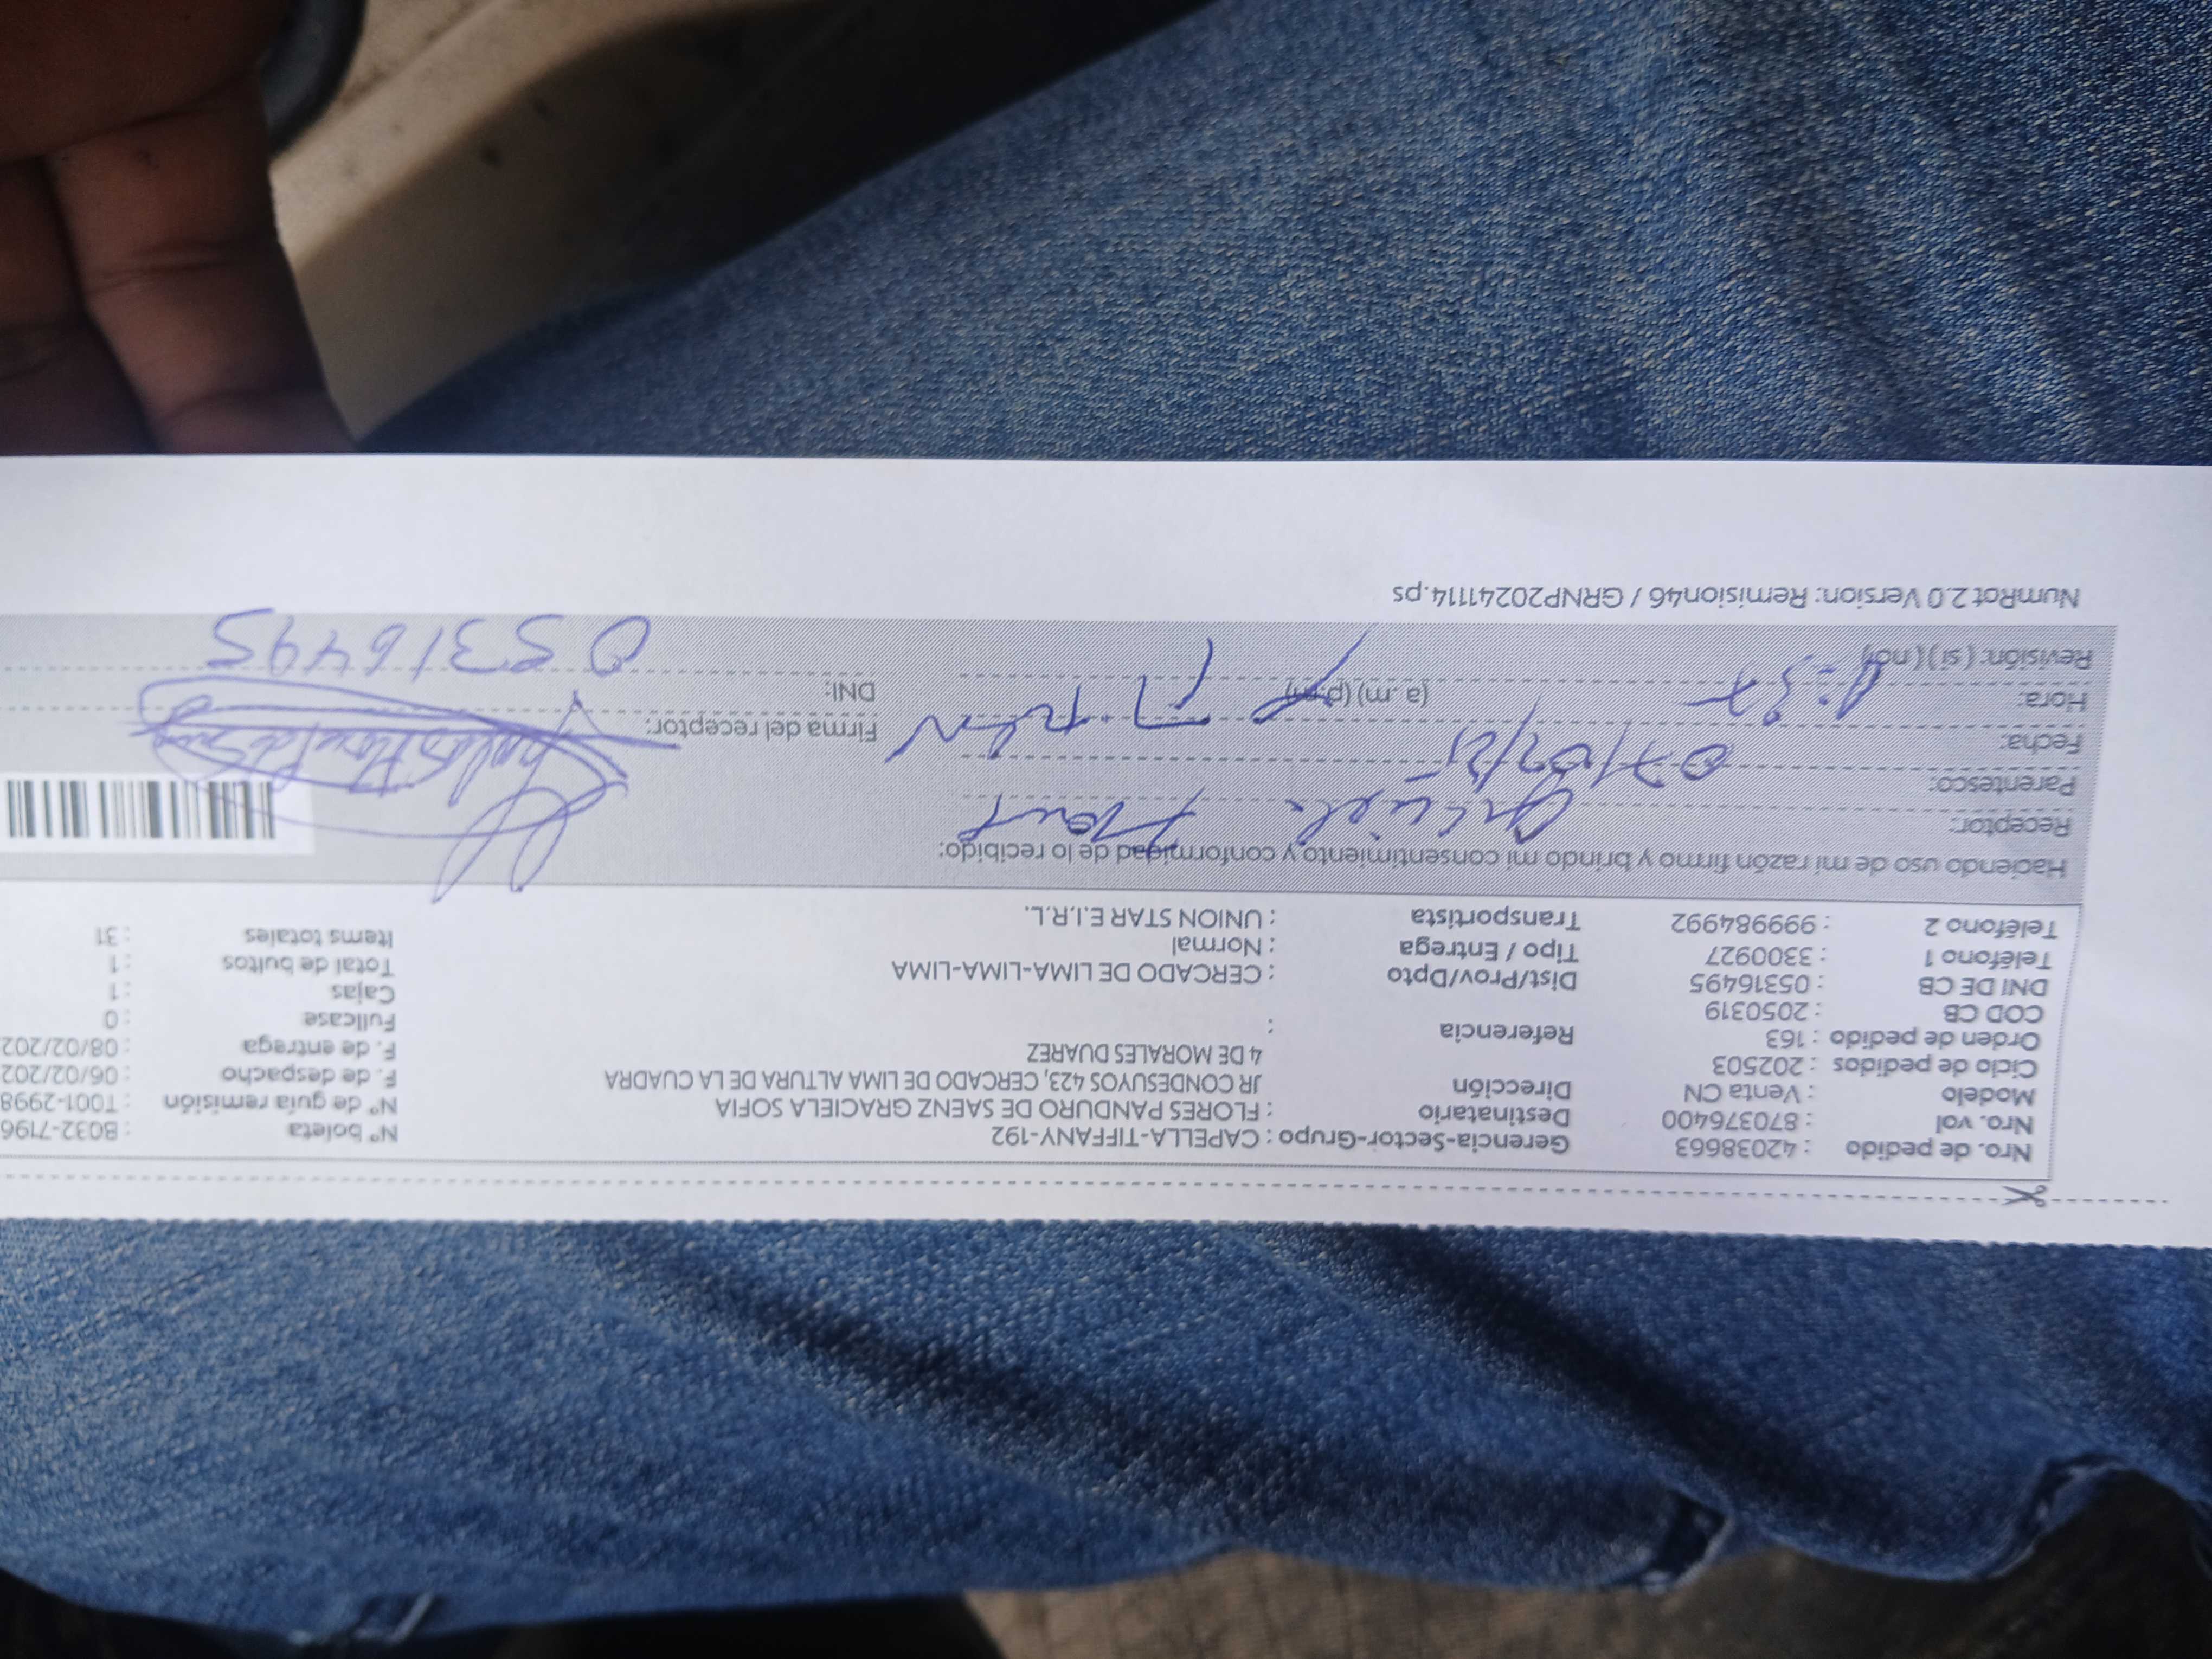 Nro. de pedido : 42038663 Gerencia-Sector-Grupo : CAPELLA-TIFFANY-192 N° boleta : B032-7196
Nro. vol : 870376400 Destinatario : FLORES PANDURO DE SAENZ GRACIELA SOFIA N° de guía remisión : T001-2998
Modelo : Venta CN Dirección JR CONDESUYOS 423, CERCADO DE LIMA ALTURA DE LA CUADRA F. de despacho : 06/02/202
Ciclo de pedidos : 202503 4 DE MORALES DUAREZ F. de entrega : 08/02/202
Orden de pedido : 163 Referencia : Fullcase : 0
COD CB : 2050319 Cajas : 1
DNI DE CB : 05316495 Dist/Prov/Dpto : CERCADO DE LIMA-LIMA-LIMA Total de bultos : 1
Teléfono 1 : 3300927 Tipo / Entrega : Normal Items totales : 31
Teléfono 2 : 999984992 Transportista : UNION STAR E.I.R.L.
Haciendo uso de mi razón firmo y brindo mi consentimiento y conformidad de lo recibido:
Receptor:
Parentesco:
Fecha: 07/02/25 Firma del receptor:
Hora: (a .m) (p.m) DNI: 05316495
Revisión: ( si ) ( no )
NumRot 2.0 Version: Remision46 / GRNP20241114.ps